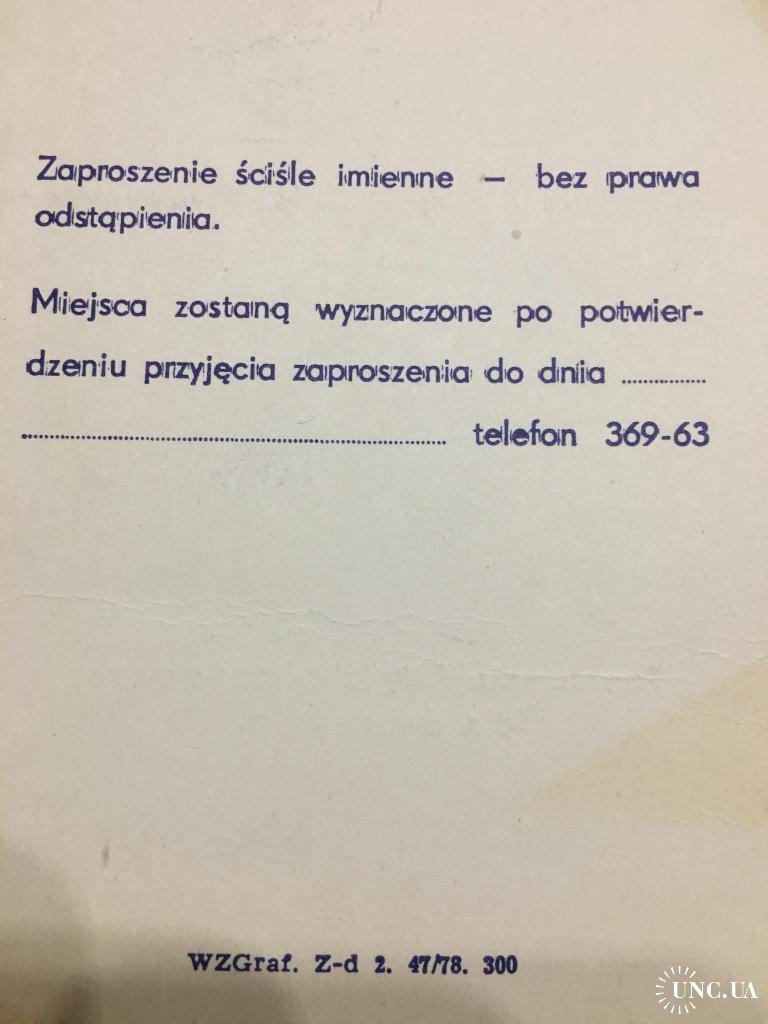 Zaproszenie ściśle imienne – bez prawa
odstąpienia.
Miejsca zostaną wyznaczone po potwier-
dzeniu przyjęcia zaproszenia do dnia ................
................................................................ telefon 369-63
WZGraf. Z-d 2. 47/78. 300
UNC.UA